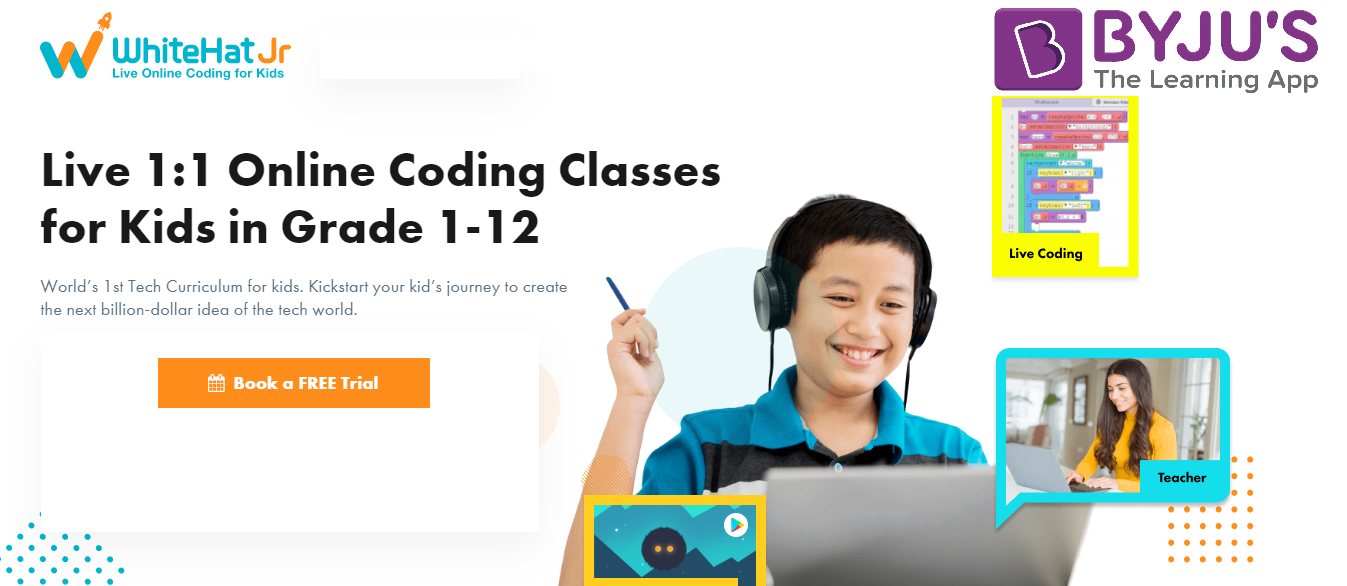 WhiteHat Jr
Live Online Coding for Kids
BYJU'S
The Learning App
Live 1:1 Online Coding Classes
for Kids in Grade 1-12
World's 1st Tech Curriculum for kids. Kickstart your kid's journey to create
the next billion-dollar idea of the tech world.
Book a FREE Trial
Live Coding
Teacher